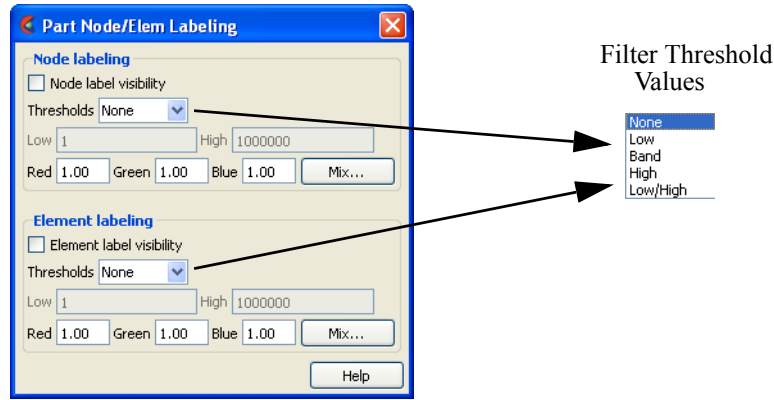 Part Node/Elem Labeling
Node labeling
Node label visibility
Thresholds None
Low 1 High 1000000
Red 1.00 Green 1.00 Blue 1.00 Mix...
Element labeling
Element label visibility
Thresholds None
Low 1 High 1000000
Red 1.00 Green 1.00 Blue 1.00 Mix...
Help
Filter Threshold
Values
None
Low
Band
High
Low/High